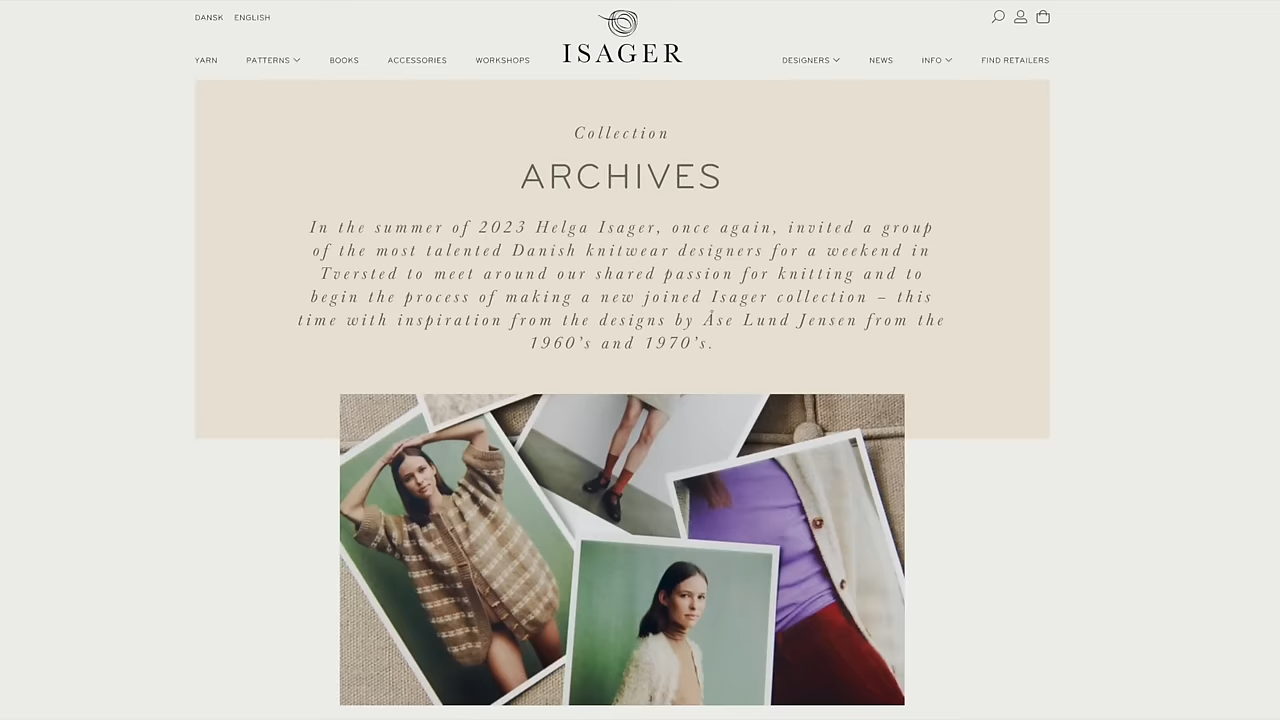 DANSK ENGLISH
ISAGER
YARN PATTERNS BOOKS ACCESSORIES WORKSHOPS DESIGNERS NEWS INFO FIND RETAILERS
Collection
ARCHIVES
In the summer of 2023 Helga Isager, once again, invited a group
of the most talented Danish knitwear designers for a weekend in
Tversted to meet around our shared passion for knitting and to
begin the process of making a new joined Isager collection – this
time with inspiration from the designs by Åse Lund Jensen from the
1960's and 1970's.